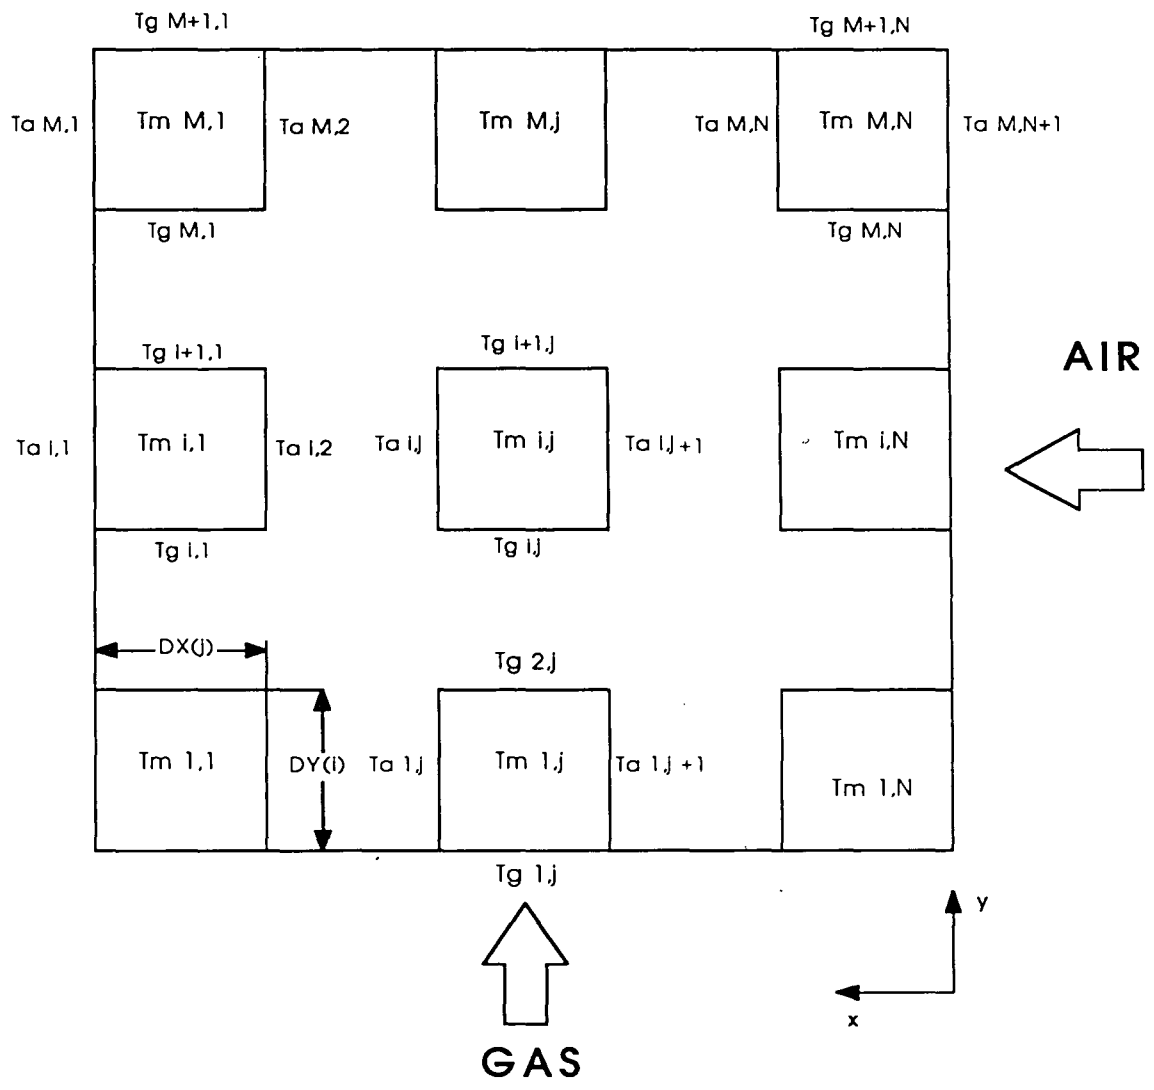 Tg M+1,1
Tg M+1,N
Ta M,1
Tm M,1
Ta M,2
Tm M,j
Ta M,N
Tm M,N
Ta M,N+1
Tg M,1
Tg M,N
Tg i+1,1
Tg i+1,j
AIR
Ta i,1
Tm i,1
Ta i,2
Ta i,j
Tm i,j
Ta i,j+1
Tm i,N
Tg i,1
Tg i,j
DX(j)
Tg 2,j
Tm 1,1
DY(i)
Ta 1,j
Tm 1,j
Ta 1,j +1
Tm 1,N
Tg 1,j
y
x
GAS